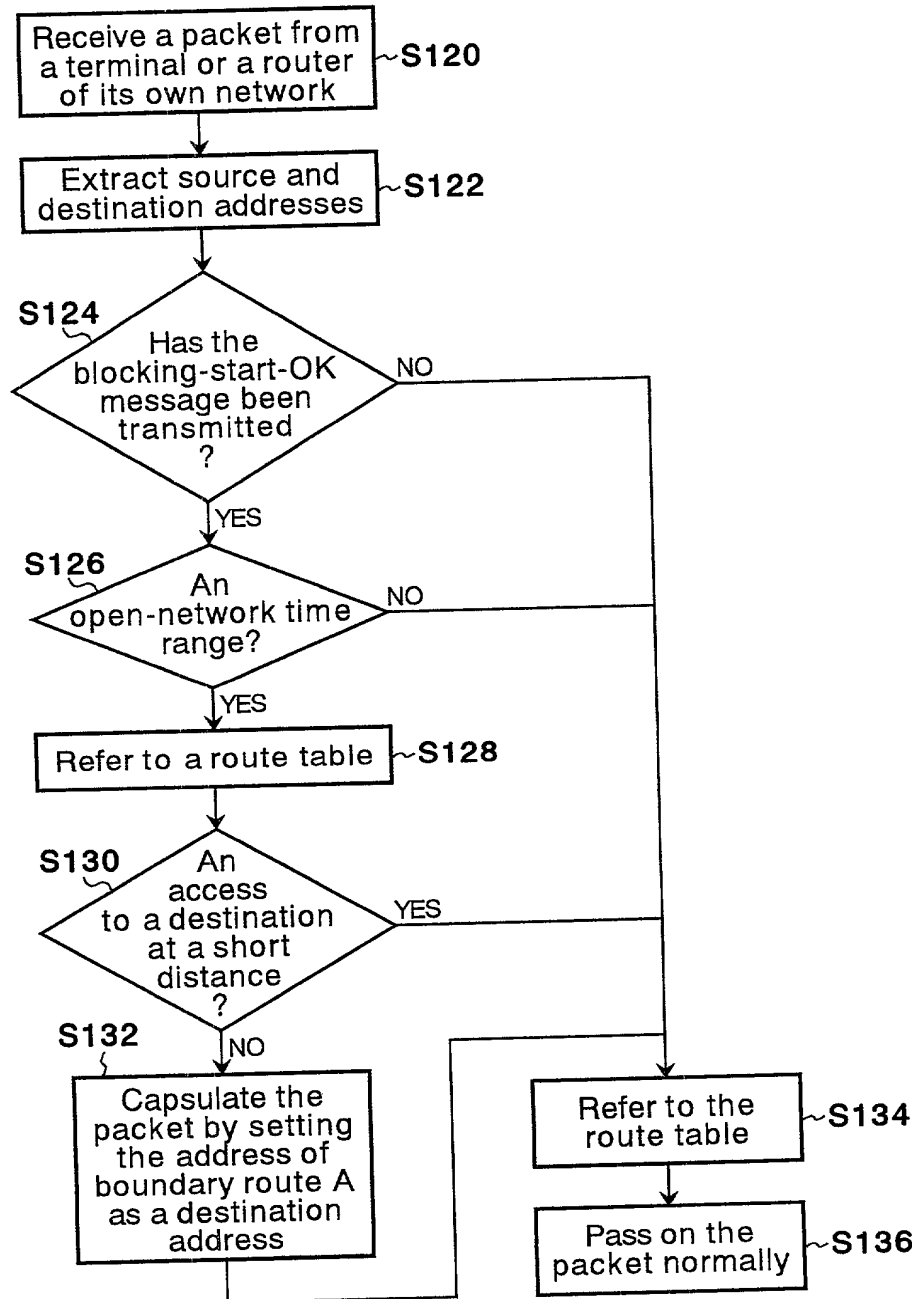 Receive a packet from
a terminal or a router
of its own network
S120
Extract source and
destination addresses
S122
S124
Has the
blocking-start-OK
message been
transmitted
?
NO
YES
S126
An
open-network time
range?
NO
YES
Refer to a route table
S128
S130
An
access
to a destination
at a short
distance
?
YES
NO
S132
Capsulate the
packet by setting
the address of
boundary route A
as a destination
address
Refer to the
route table
S134
Pass on the
packet normally
S136